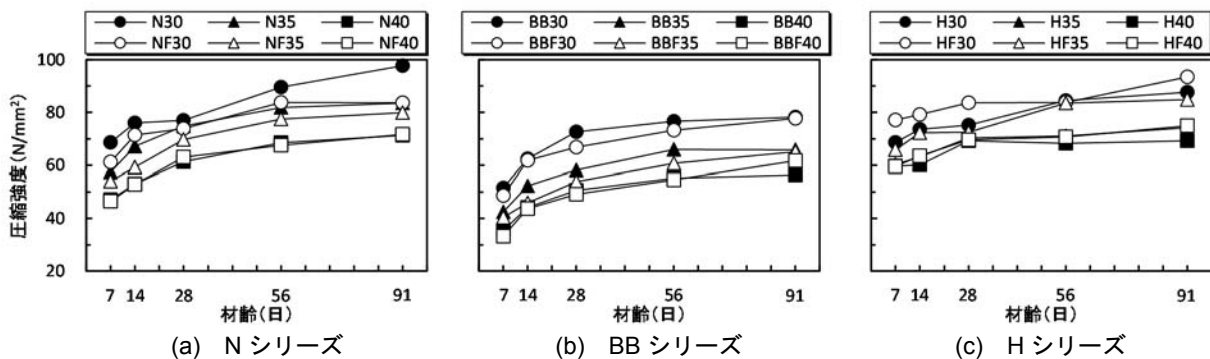 N30 N35 N40
NF30 NF35 NF40
BB30 BB35 BB40
BBF30 BBF35 BBF40
H30 H35 H40
HF30 HF35 HF40
圧縮強度(N/mm²)
100
80
60
40
20
7 14 28 56 91
7 14 28 56 91
7 14 28 56 91
材齢(日)
材齢(日)
材齢(日)
(a) N シリーズ
(b) BB シリーズ
(c) H シリーズ